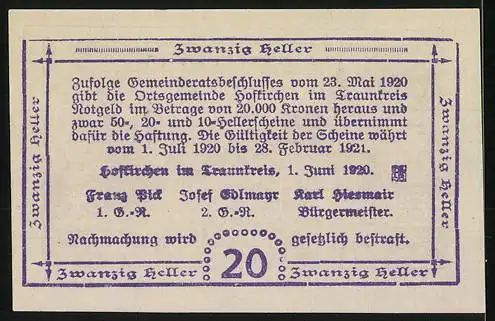 Zwanzig Heller
Zufolge Gemeinderatsbeschlusses vom 23. Mai 1920
gibt die Ortsgemeinde Hofkirchen im Traunkreis
Notgeld im Betrage von 20.000 Kronen heraus und
zwar 50-, 20- und 10-Hellerscheine und übernimmt
dafür die Haftung. Die Gültigkeit der Scheine währt
vom 1. Juli 1920 bis 28. Februar 1921.
Hofkirchen im Traunkreis, 1. Juni 1920.
Franz Pick Josef Edlmayr Karl Hiesmair
1. G.-R. 2. G.-R. Bürgermeister.
Nachmachung wird gesetzlich bestraft.
20
Zwanzig Heller
Zwanzig Heller
Zwanzig Heller
Zwanzig Heller